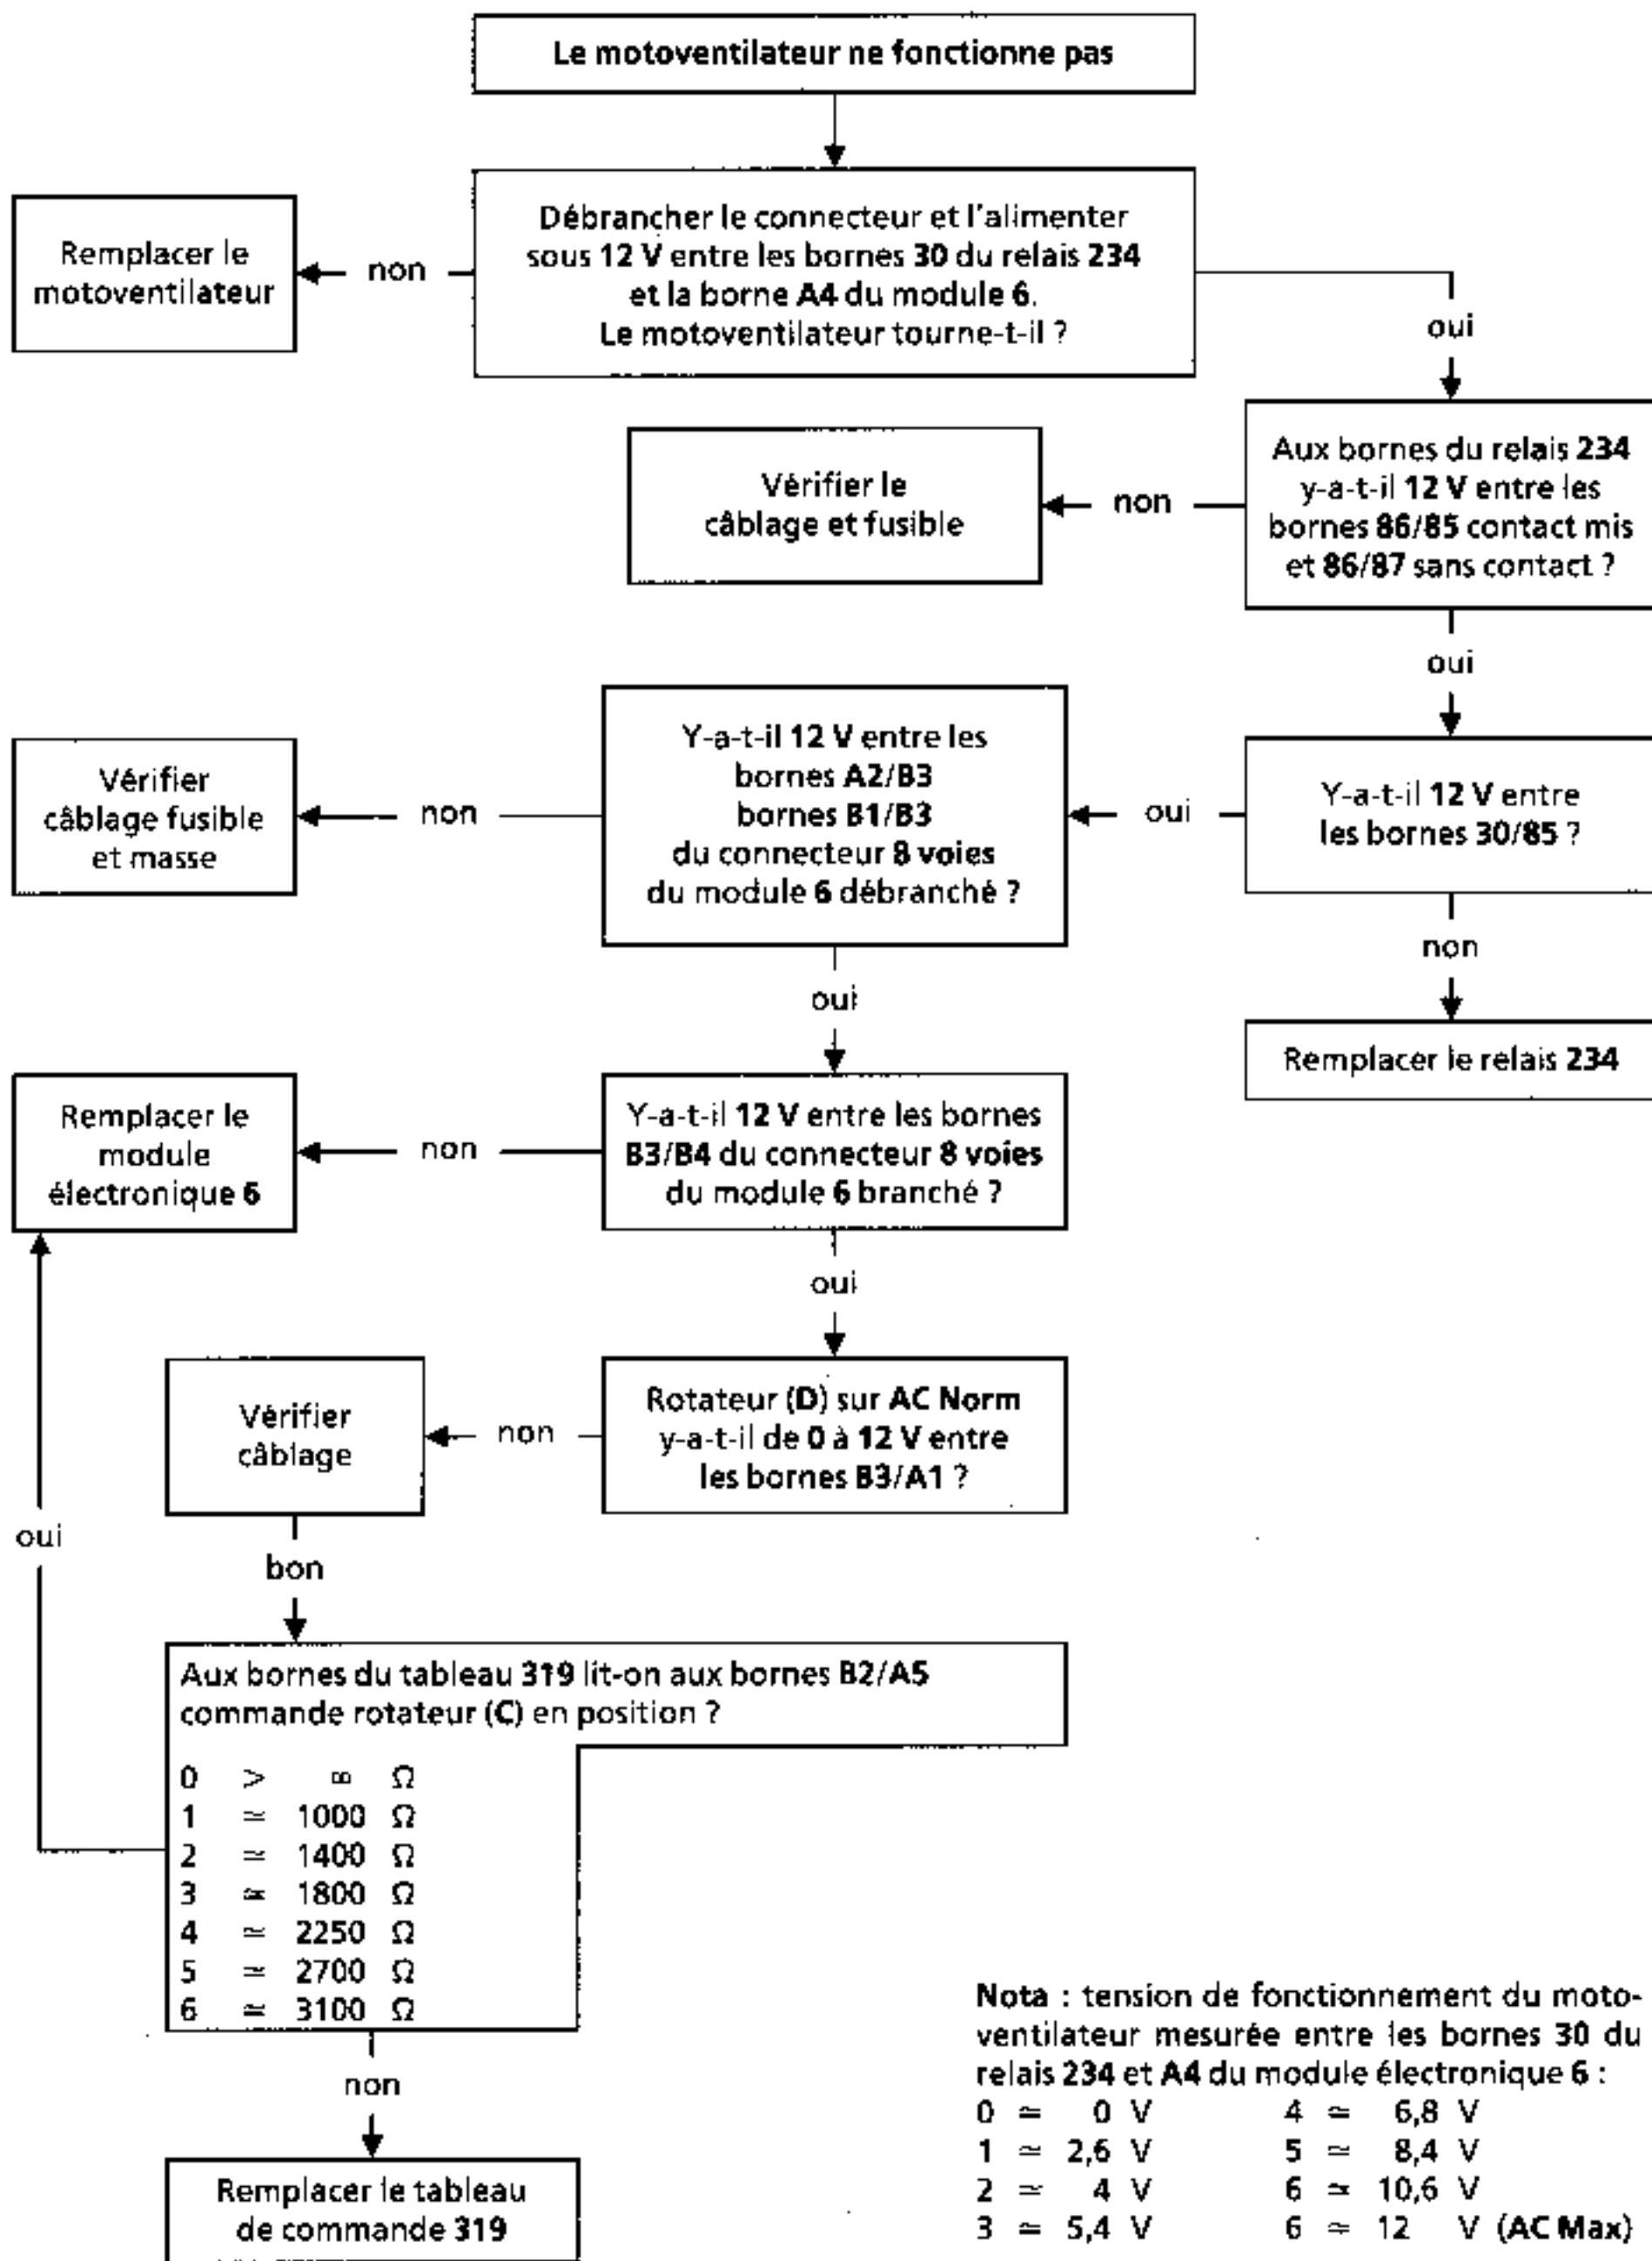 Le motoventilateur ne fonctionne pas
Débrancher le connecteur et l'alimenter
sous 12 V entre les bornes 30 du relais 234
et la borne A4 du module 6.
Le motoventilateur tourne-t-il ?
non
Remplacer le
motoventilateur
oui
Aux bornes du relais 234
y-a-t-il 12 V entre les
bornes 86/85 contact mis
et 86/87 sans contact ?
non
Vérifier le
câblage et fusible
oui
Y-a-t-il 12 V entre
les bornes 30/85 ?
non
Remplacer le relais 234
oui
Y-a-t-il 12 V entre les
bornes A2/B3
bornes B1/B3
du connecteur 8 voies
du module 6 débranché ?
non
Vérifier
câblage fusible
et masse
oui
Y-a-t-il 12 V entre les bornes
B3/B4 du connecteur 8 voies
du module 6 branché ?
non
Remplacer le
module
électronique 6
oui
Rotateur (D) sur AC Norm
y-a-t-il de 0 à 12 V entre
les bornes B3/A1 ?
non
Vérifier
câblage
bon
Aux bornes du tableau 319 lit-on aux bornes B2/A5
commande rotateur (C) en position ?
0 > ∞ Ω
1 ≃ 1000 Ω
2 ≃ 1400 Ω
3 ≃ 1800 Ω
4 ≃ 2250 Ω
5 ≃ 2700 Ω
6 ≃ 3100 Ω
oui
non
Remplacer le tableau
de commande 319
Nota : tension de fonctionnement du moto-
ventilateur mesurée entre les bornes 30 du
relais 234 et A4 du module électronique 6 :
0 ≃ 0 V 4 ≃ 6,8 V
1 ≃ 2,6 V 5 ≃ 8,4 V
2 ≃ 4 V 6 ≃ 10,6 V
3 ≃ 5,4 V 6 ≃ 12 V (AC Max)